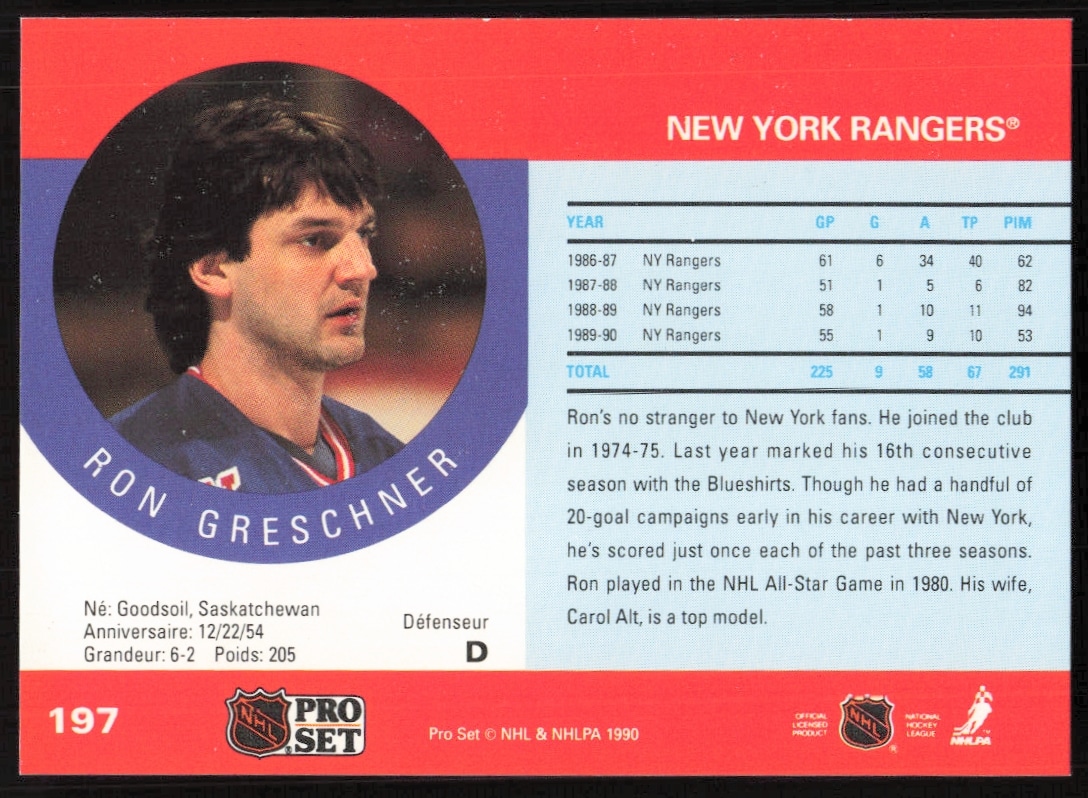 NEW YORK RANGERS®
YEAR GP G A TP PIM
1986-87 NY Rangers 61 6 34 40 62
1987-88 NY Rangers 51 1 5 6 82
1988-89 NY Rangers 58 1 10 11 94
1989-90 NY Rangers 55 1 9 10 53
TOTAL 225 9 58 67 291
Ron's no stranger to New York fans. He joined the club
in 1974-75. Last year marked his 16th consecutive
season with the Blueshirts. Though he had a handful of
20-goal campaigns early in his career with New York,
he's scored just once each of the past three seasons.
Ron played in the NHL All-Star Game in 1980. His wife,
Carol Alt, is a top model.
RON GRESCHNER
Né: Goodsoil, Saskatchewan
Anniversaire: 12/22/54
Grandeur: 6-2 Poids: 205
Défenseur
D
197
NHL
®
PRO
SET
Pro Set © NHL & NHLPA 1990
OFFICIAL
LICENSED
PRODUCT
NHL
®
NATIONAL
HOCKEY
LEAGUE
NHLPA
™